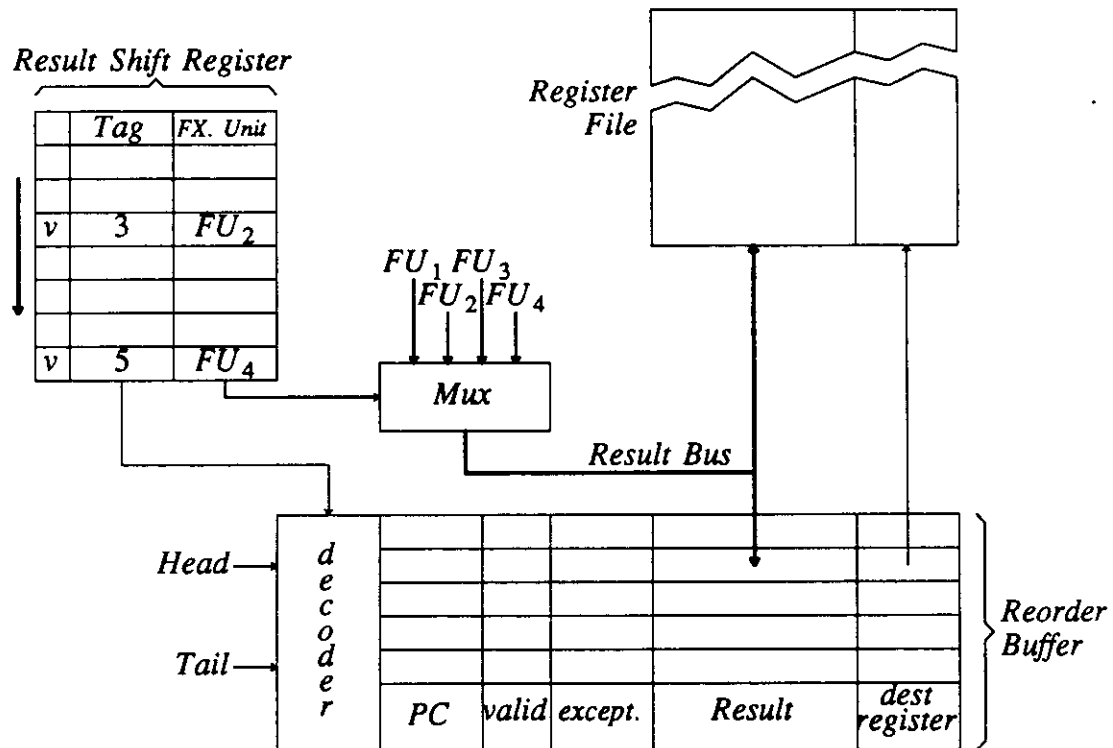 Result Shift Register
Tag FX. Unit
v 3 FU2
v 5 FU4
Register
File
FU1 FU3
FU2 FU4
Mux
Result Bus
Head
Tail
decoder
PC valid except. Result dest register
Reorder
Buffer